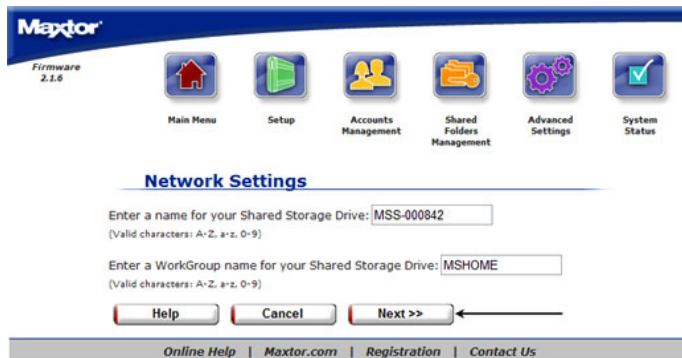 Maxtor
Firmware
2.1.6
Main Menu
Setup
Accounts
Management
Shared
Folders
Management
Advanced
Settings
System
Status
Network Settings
Enter a name for your Shared Storage Drive: MSS-000842
(Valid characters: A-Z, a-z, 0-9)
Enter a WorkGroup name for your Shared Storage Drive: MSHOME
(Valid characters: A-Z, a-z, 0-9)
Help Cancel Next >>
Online Help | Maxtor.com | Registration | Contact Us